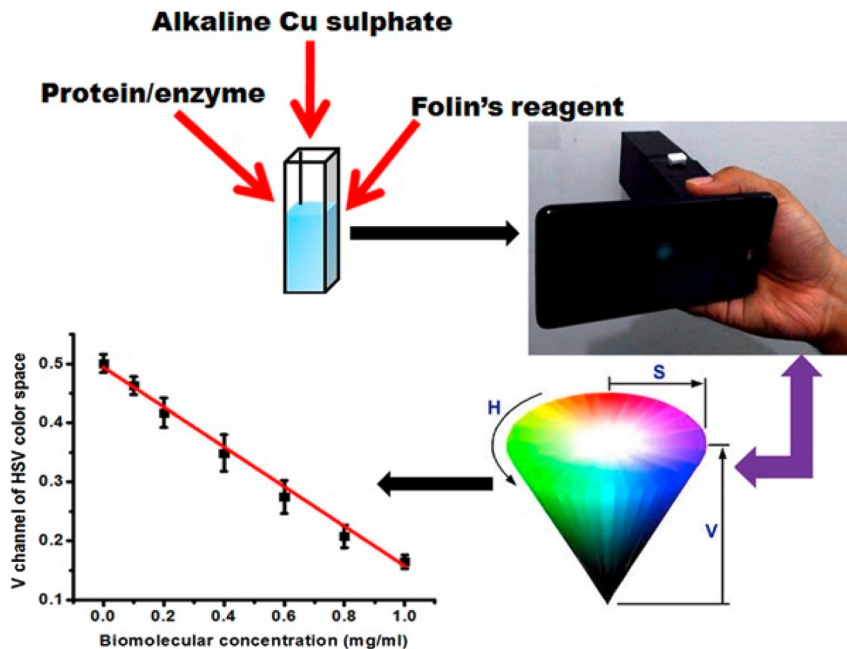 Alkaline Cu sulphate
Protein/enzyme
Folin's reagent
S
H
V
V channel of HSV color space
0.5
0.4
0.3
0.2
0.1
0.0 0.2 0.4 0.6 0.8 1.0
Biomolecular concentration (mg/ml)